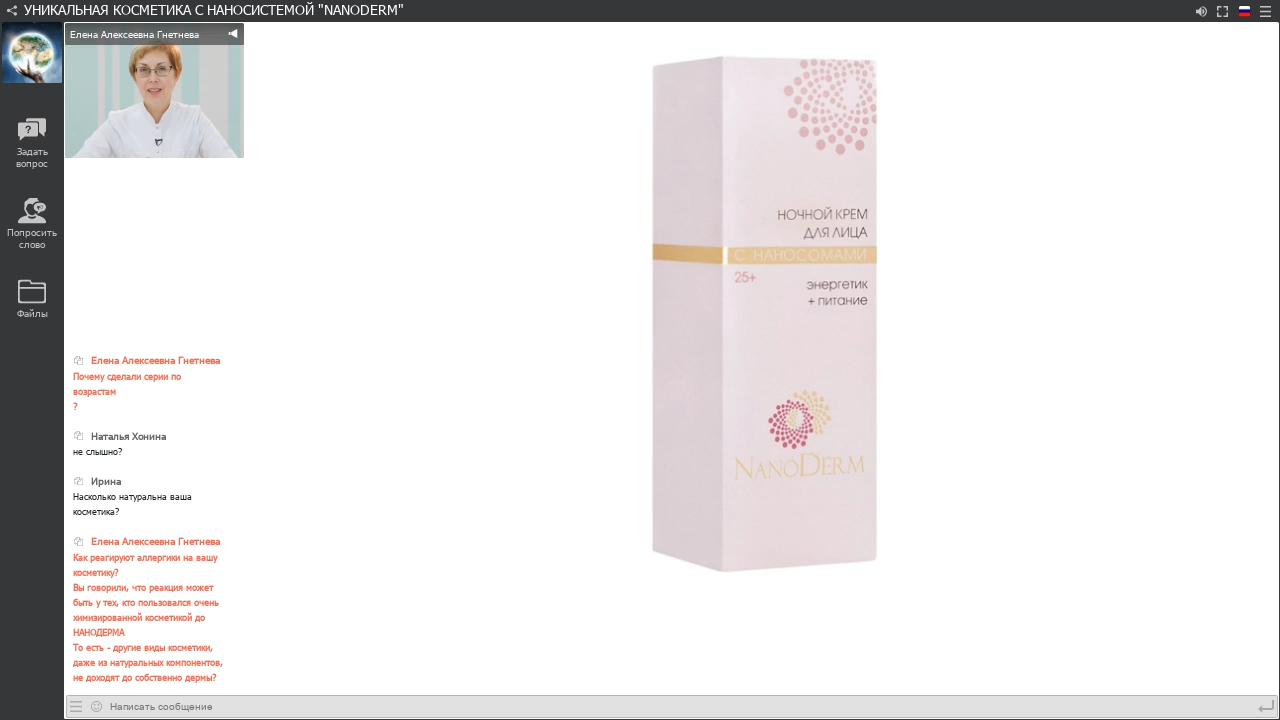 УНИКАЛЬНАЯ КОСМЕТИКА С НАНОСИСТЕМОЙ "NANODERM"
Елена Алексеевна Гнетнева
Задать
вопрос
Попросить
слово
Файлы
Елена Алексеевна Гнетнева
Почему сделали серии по
возрастам
?
Наталья Хонина
не слышно?
Ирина
Насколько натуральна ваша
косметика?
Елена Алексеевна Гнетнева
Как реагируют аллергики на вашу
косметику?
Вы говорили, что реакция может
быть у тех, кто пользовался очень
химизированной косметикой до
НАНОДЕРМА
То есть - другие виды косметики,
даже из натуральных компонентов,
не доходят до собственно дермы?
Написать сообщение
НОЧНОЙ КРЕМ
ДЛЯ ЛИЦА
С НАНОСОМАМИ
25+
энергетик
+ питание
NANODERM